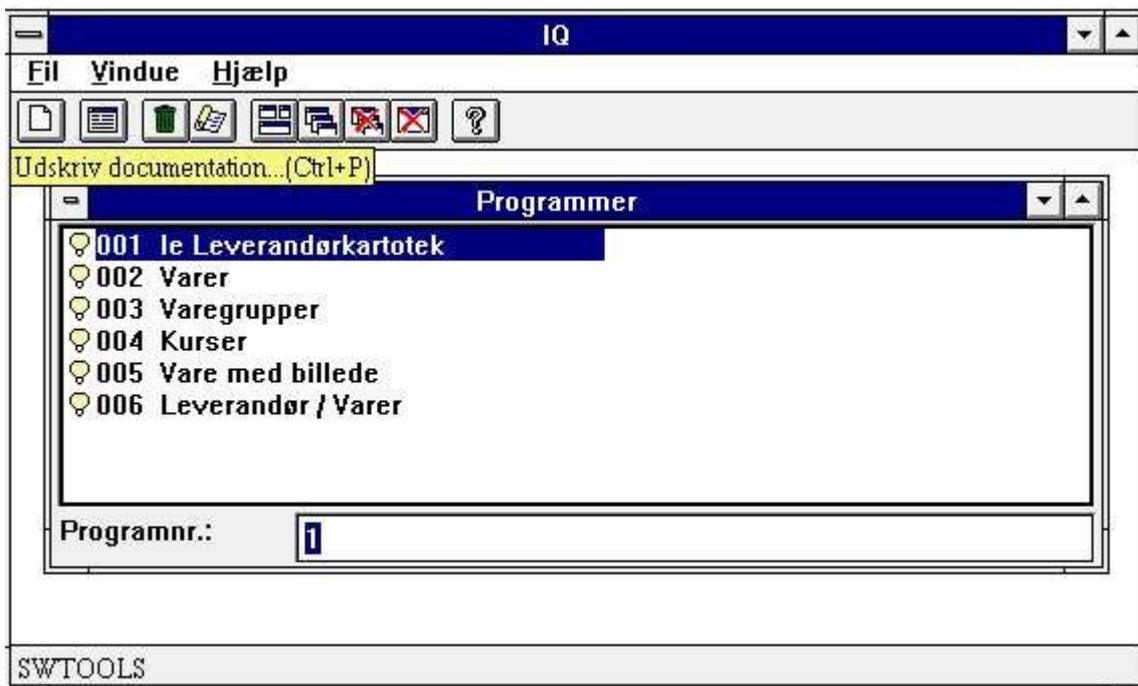 IQ
Fil Vindue Hjælp
?
Udskriv documentation...(Ctrl+P)
Programmer
001 le Leverandørkartotek
002 Varer
003 Varegrupper
004 Kurser
005 Vare med billede
006 Leverandør / Varer
Programnr.: 1
SWTOOLS